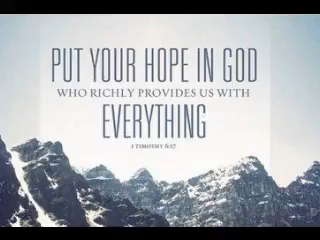 PUT YOUR HOPE IN GOD
WHO RICHLY PROVIDES US WITH
EVERYTHING
1 TIMOTHY 6:17